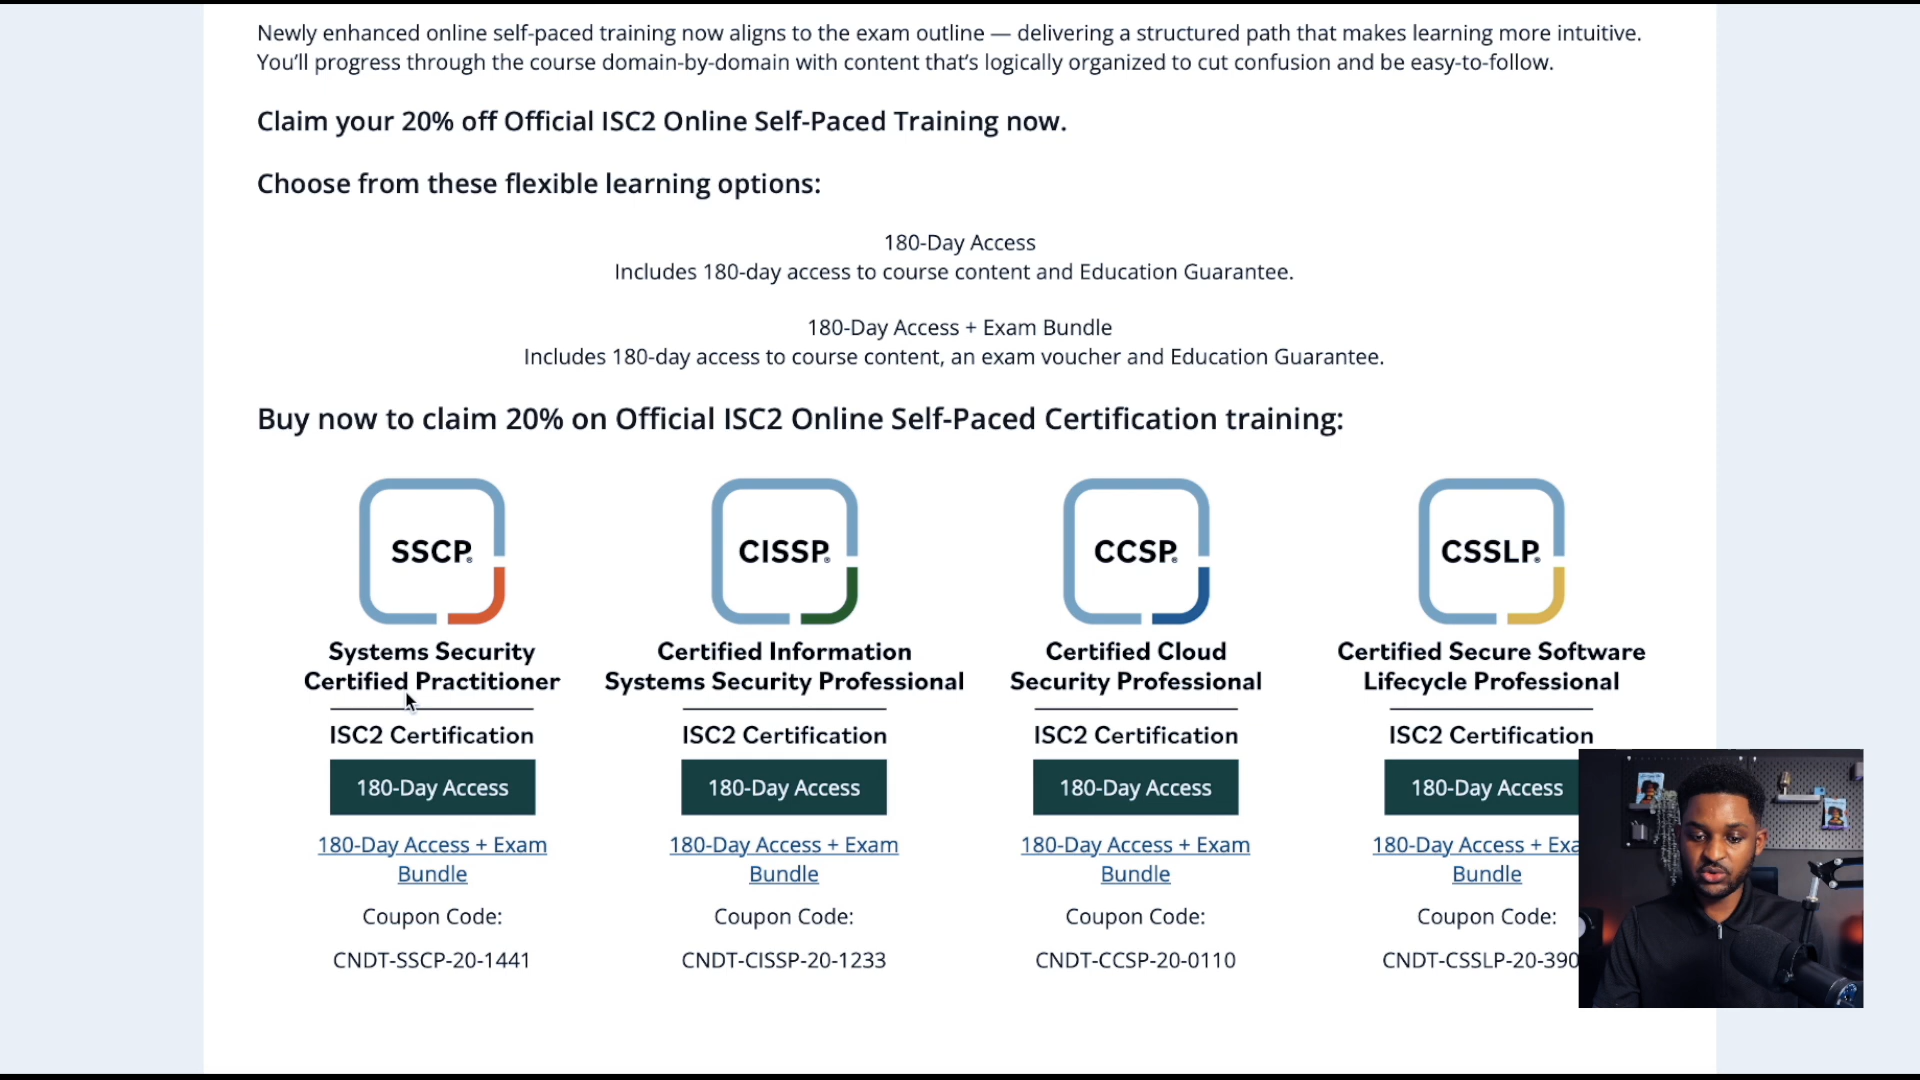 Newly enhanced online self-paced training now aligns to the exam outline — delivering a structured path that makes learning more intuitive.
You’ll progress through the course domain-by-domain with content that’s logically organized to cut confusion and be easy-to-follow.
Claim your 20% off Official ISC2 Online Self-Paced Training now.
Choose from these flexible learning options:
180-Day Access
Includes 180-day access to course content and Education Guarantee.
180-Day Access + Exam Bundle
Includes 180-day access to course content, an exam voucher and Education Guarantee.
Buy now to claim 20% on Official ISC2 Online Self-Paced Certification training:
SSCP®
Systems Security
Certified Practitioner
ISC2 Certification
180-Day Access
180-Day Access + Exam
Bundle
Coupon Code:
CNDT-SSCP-20-1441
CISSP®
Certified Information
Systems Security Professional
ISC2 Certification
180-Day Access
180-Day Access + Exam
Bundle
Coupon Code:
CNDT-CISSP-20-1233
CCSP®
Certified Cloud
Security Professional
ISC2 Certification
180-Day Access
180-Day Access + Exam
Bundle
Coupon Code:
CNDT-CCSP-20-0110
CSSLP®
Certified Secure Software
Lifecycle Professional
ISC2 Certification
180-Day Access
180-Day Access + Exa
Bundle
Coupon Code:
CNDT-CSSLP-20-390